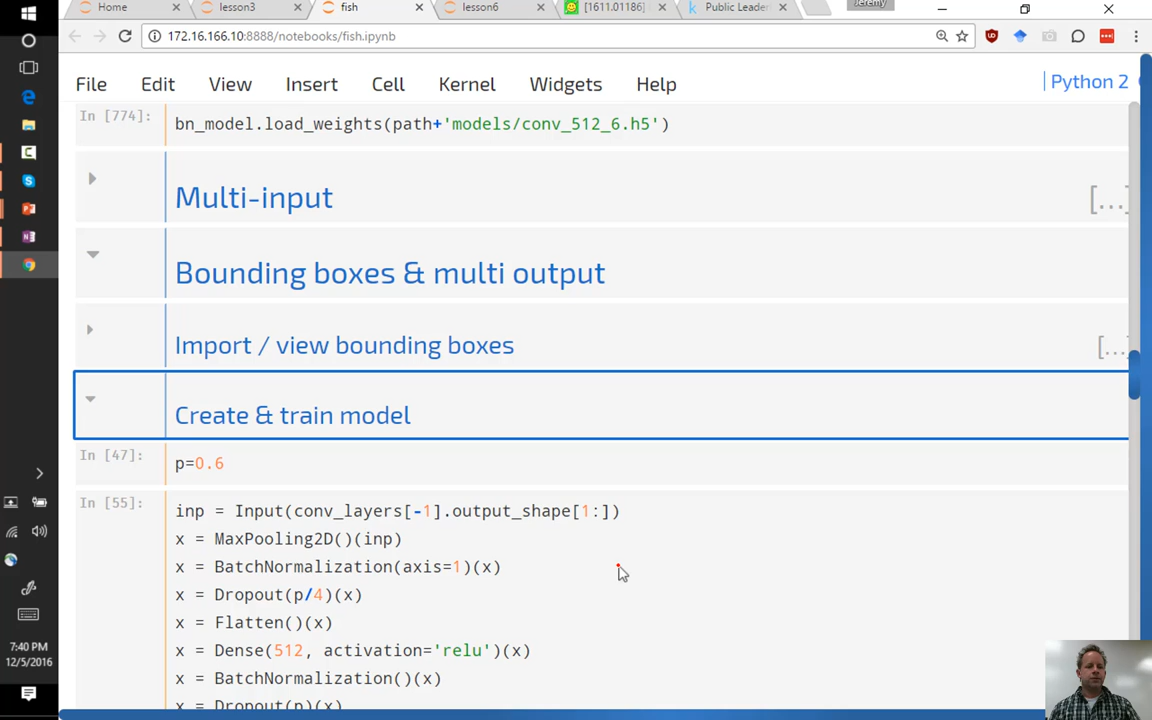 Home
lesson3
fish
lesson6
[1611.01186]
Public Leader
Jeremy
172.16.166.10:8888/notebooks/fish.ipynb
File Edit View Insert Cell Kernel Widgets Help
Python 2
In [774]:
bn_model.load_weights(path+'models/conv_512_6.h5')
Multi-input
[...]
Bounding boxes & multi output
Import / view bounding boxes
[...]
Create & train model
In [47]:
p=0.6
In [55]:
inp = Input(conv_layers[-1].output_shape[1:])
x = MaxPooling2D()(inp)
x = BatchNormalization(axis=1)(x)
x = Dropout(p/4)(x)
x = Flatten()(x)
x = Dense(512, activation='relu')(x)
x = BatchNormalization()(x)
x = Dropout(p)(x)
7:40 PM
12/5/2016